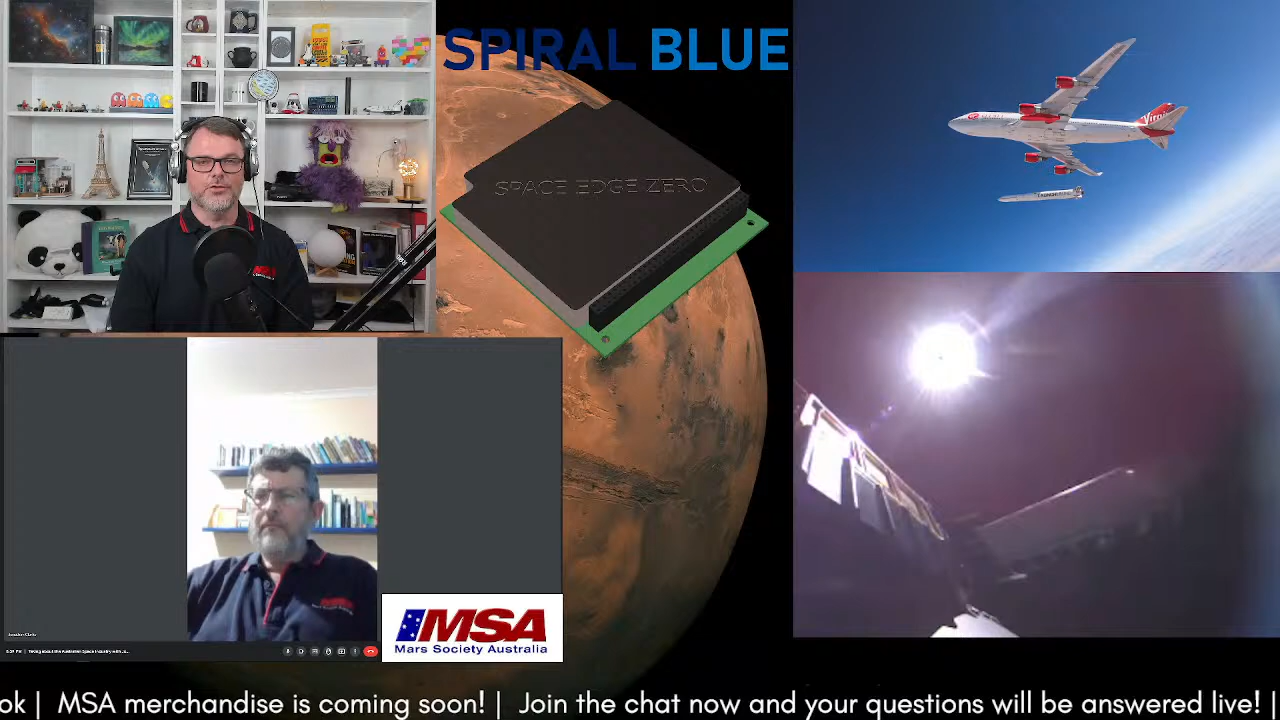 SPIRAL BLUE
SPACE EDGE ZERO
Virgin
MSA
Mars Society Australia
ok | MSA merchandise is coming soon! | Join the chat now and your questions will be answered live! |